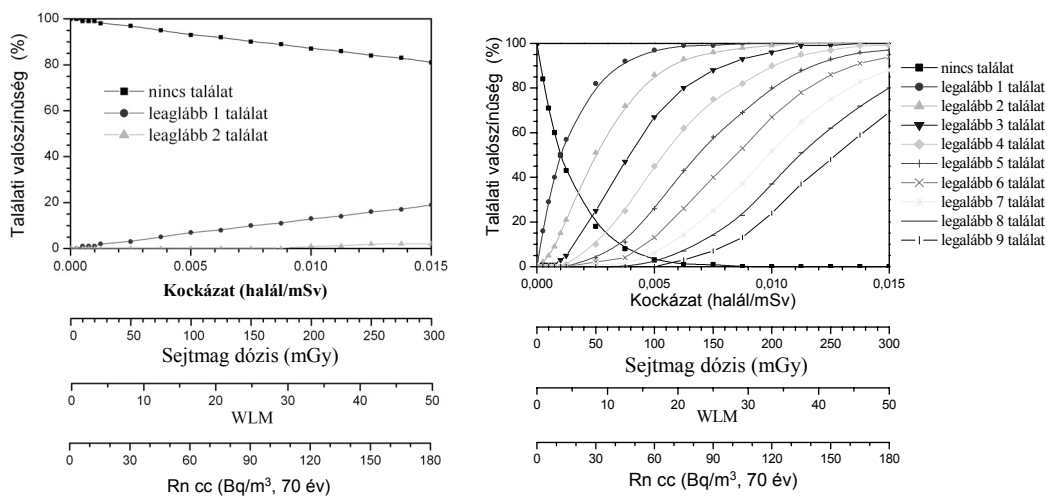 Találati valószínűség (%)
100
80
60
40
20
0
nincs találat
leaglább 1 találat
leaglább 2 találat
0.000 0.005 0.010 0.015
Kockázat (halál/mSv)
0 50 100 150 200 250 300
Sejtmag dózis (mGy)
0 10 20 30 40 50
WLM
0 30 60 90 120 150 180
Rn cc (Bq/m³, 70 év)
Találati valószínűség (%)
100
80
60
40
20
0
0,000 0,005 0,010 0,015
Kockázat (halál/mSv)
nincs találat
legalább 1 találat
legalább 2 találat
legalább 3 találat
legalább 4 találat
legalább 5 találat
legalább 6 találat
legalább 7 találat
legalább 8 találat
legalább 9 találat
0 50 100 150 200 250 300
Sejtmag dózis (mGy)
0 10 20 30 40 50
WLM
0 30 60 90 120 150 180
Rn cc (Bq/m³, 70 év)